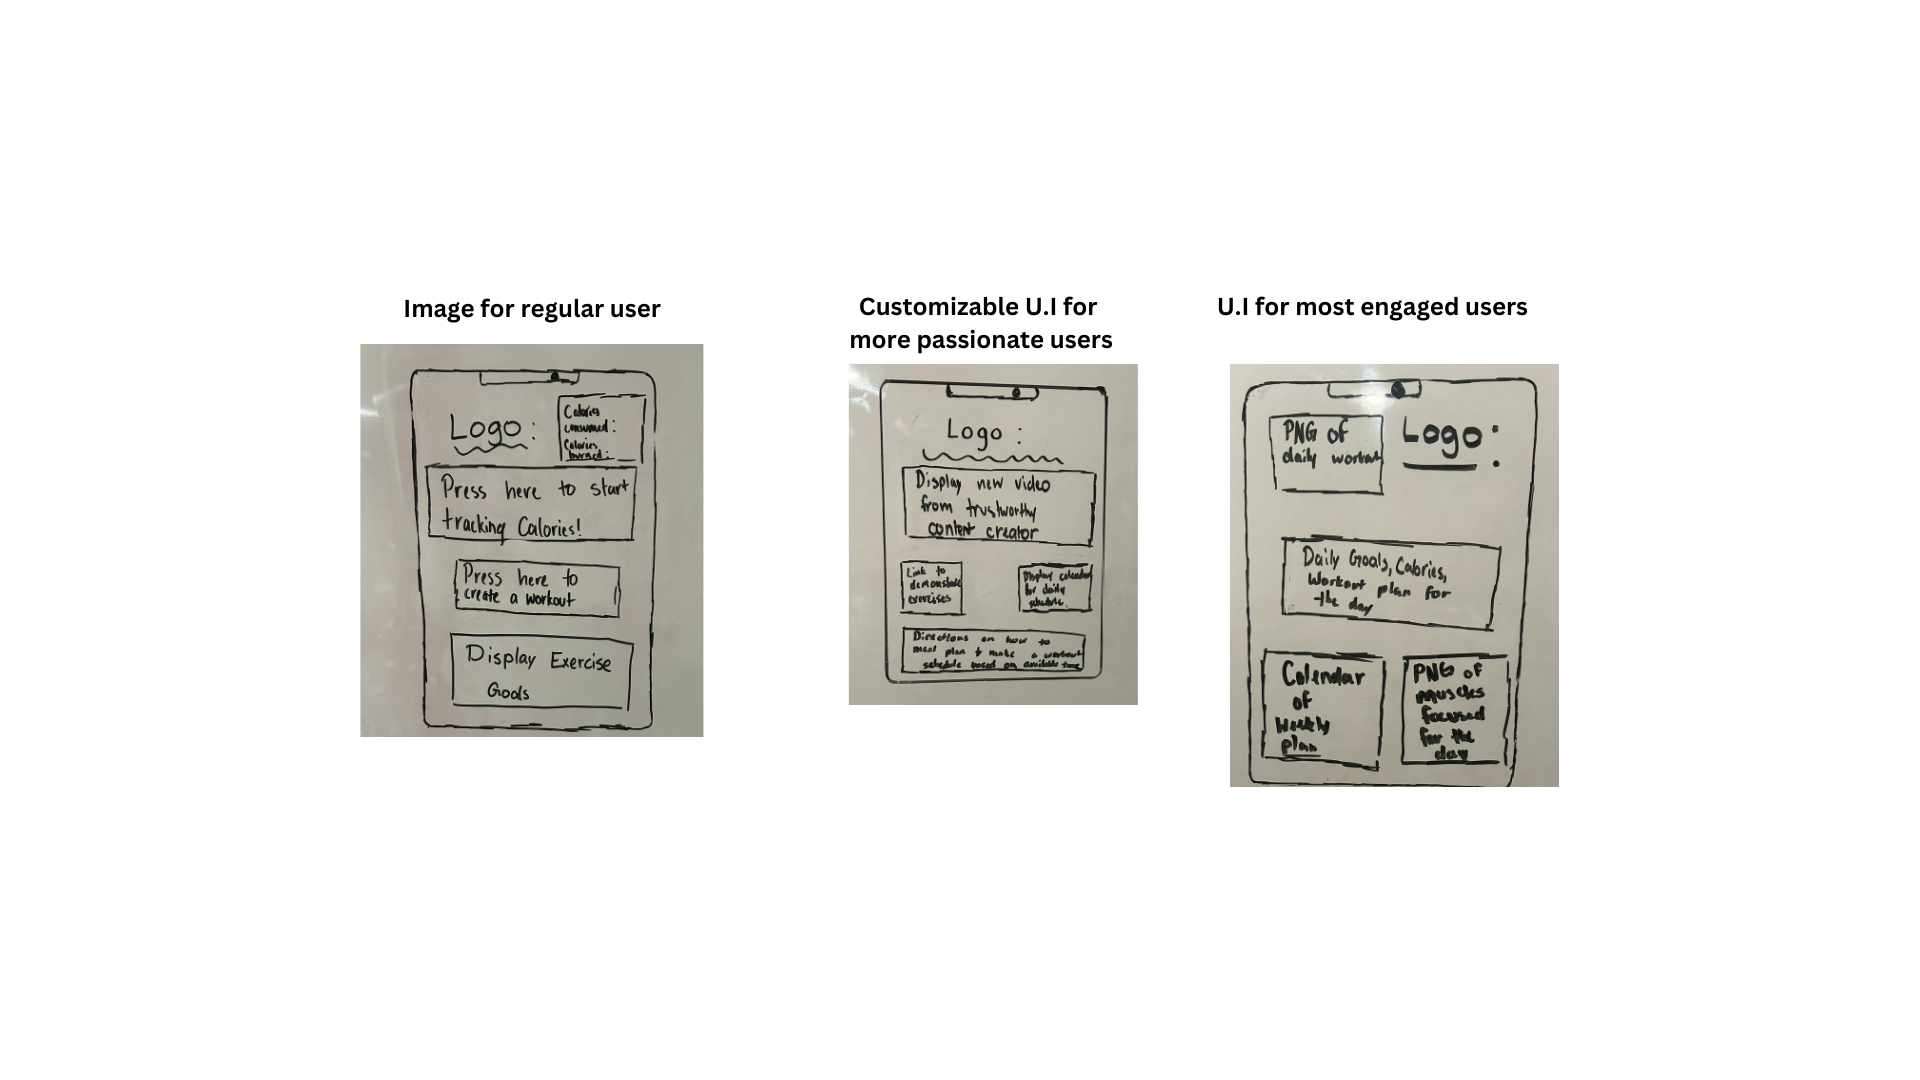 Image for regular user
Logo :
Calories
consumed :
Calories
burned :
Press here to start
tracking Calories!
Press here to
create a workout
Display Exercise
Goals
Customizable U.I for
more passionate users
Logo :
Display new video
from trustworthy
content creator
Link to
demonstrate
exercises
Display calendar
for daily
schedule
Directions on how to
meal plan & make a workout
schedule based on available time
U.I for most engaged users
PNG of
daily workout
Logo :
Daily Goals, Calories,
Workout plan for
the day
Calendar
of
Weekly
plan
PNG of
muscles
focused
for the
day